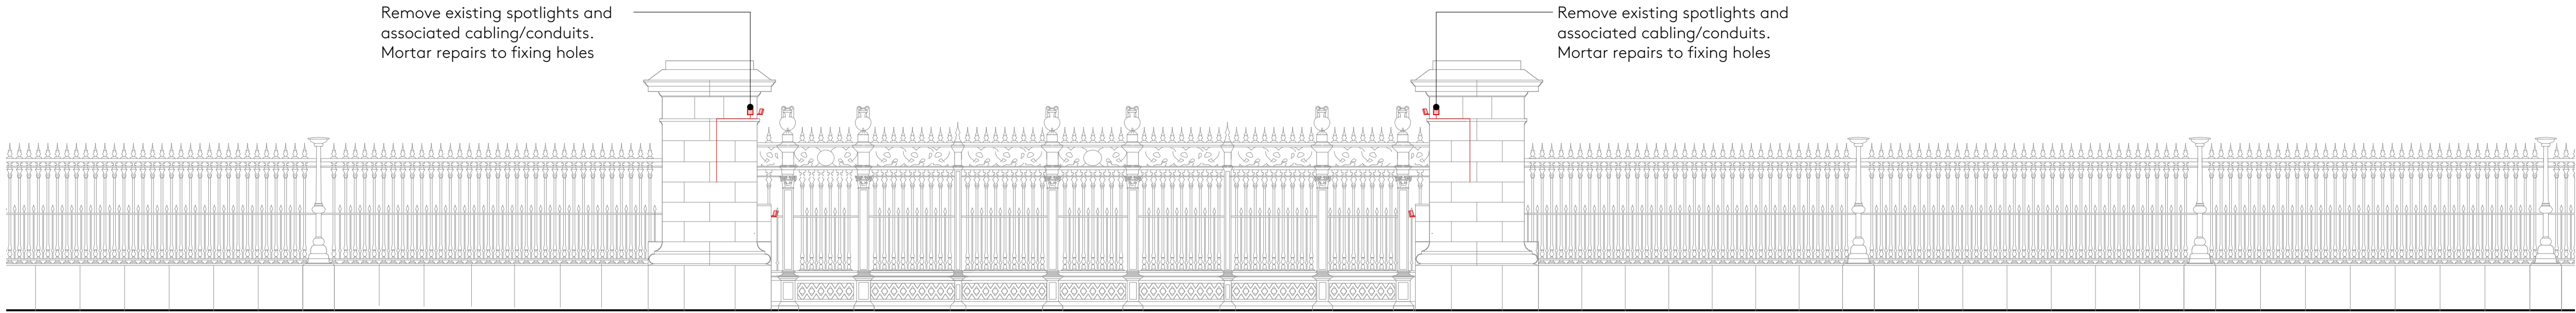 Remove existing spotlights and
associated cabling/conduits.
Mortar repairs to fixing holes
Remove existing spotlights and
associated cabling/conduits.
Mortar repairs to fixing holes